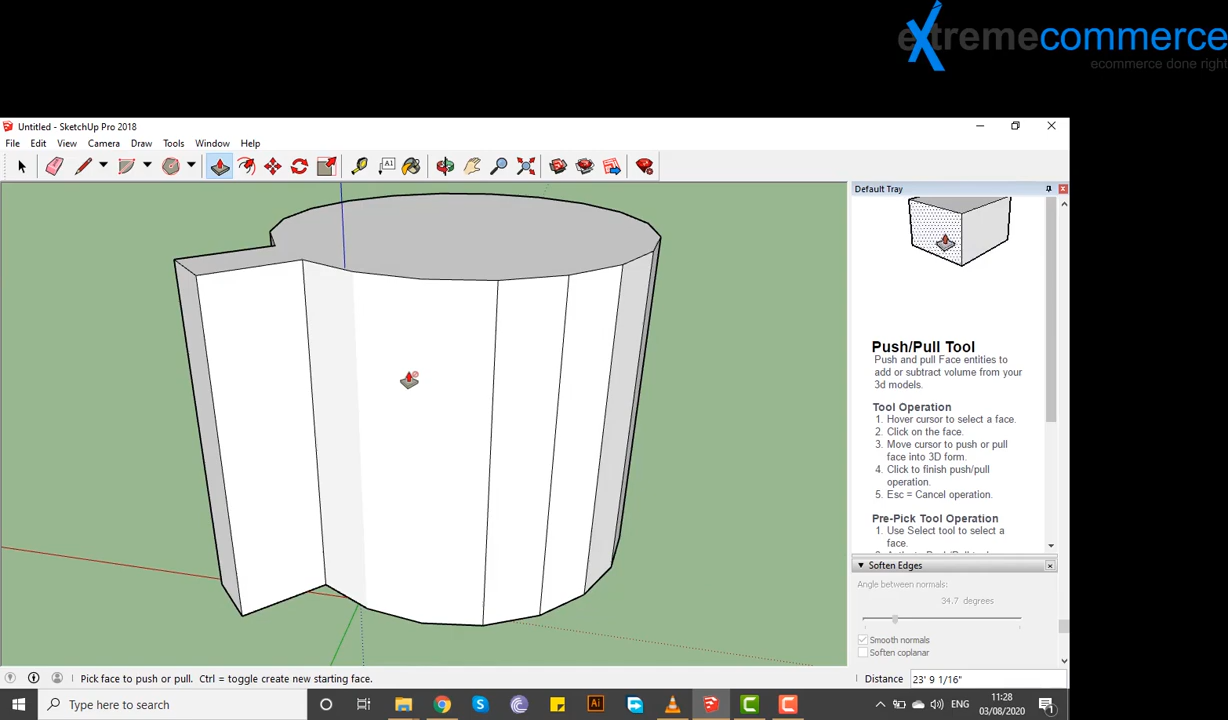 extremecommerce
ecommerce done right
Untitled - SketchUp Pro 2018
File Edit View Camera Draw Tools Window Help
A1
Default Tray
Push/Pull Tool
Push and pull Face entities to
add or subtract volume from your
3d models.
Tool Operation
1. Hover cursor to select a face.
2. Click on the face.
3. Move cursor to push or pull
face into 3D form.
4. Click to finish push/pull
operation.
5. Esc = Cancel operation.
Pre-Pick Tool Operation
1. Use Select tool to select a
face.
Soften Edges
Angle between normals:
34.7 degrees
Smooth normals
Soften coplanar
Pick face to push or pull. Ctrl = toggle create new starting face.
Distance 23' 9 1/16"
Type here to search
Ai
ENG
11:28
03/08/2020
1